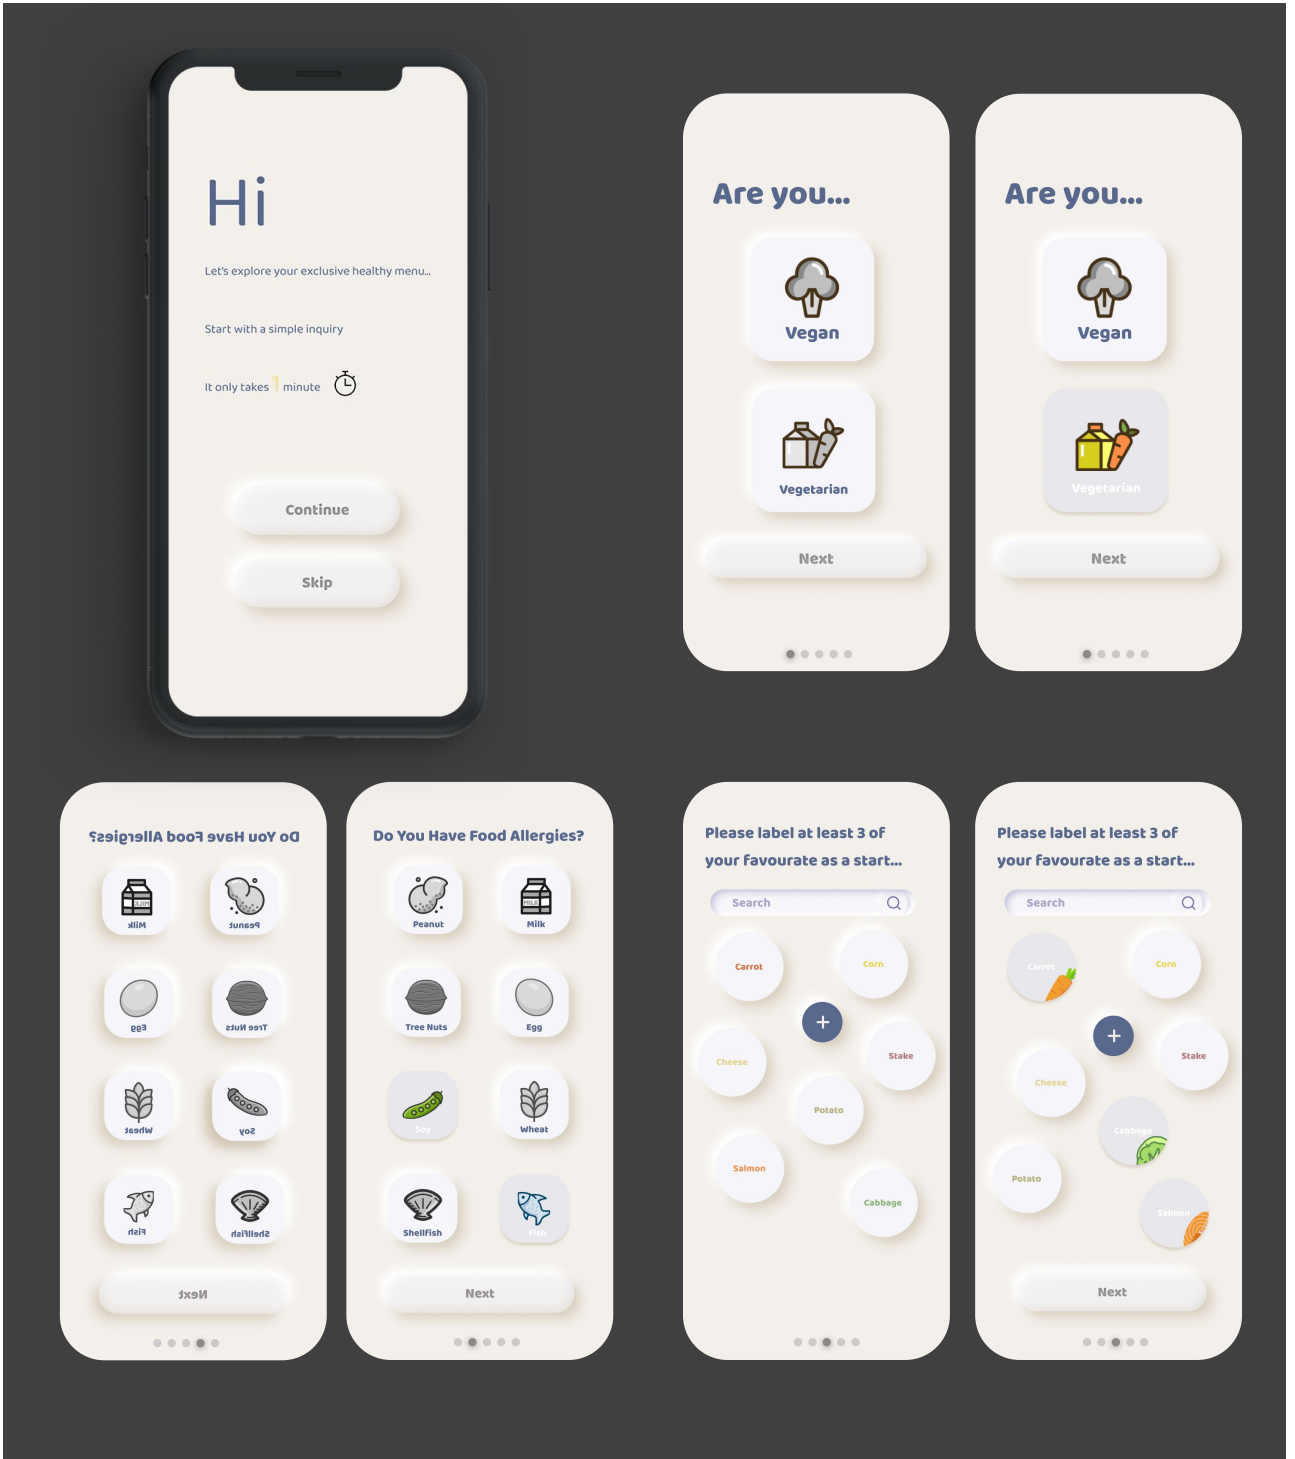 Hi
Let's explore your exclusive healthy menu...
Start with a simple inquiry
It only takes 1 minute
Continue
Skip
Are you...
Vegan
Vegetarian
Next
Are you...
Vegan
Vegetarian
Next
Do You Have Food Allergies?
Milk
Peanut
MILK
Egg
Tree Nuts
Wheat
Soy
Fish
Shellfish
Next
Do You Have Food Allergies?
Peanut
MILK
Milk
Tree Nuts
Egg
Soy
Wheat
Shellfish
Fish
Next
Please label at least 3 of
your favourate as a start...
Search
Carrot
Corn
Cheese
Stake
Potato
Salmon
Cabbage
Please label at least 3 of
your favourate as a start...
Search
Carrot
Corn
Stake
Cheese
Cabbage
Potato
Salmon
Next